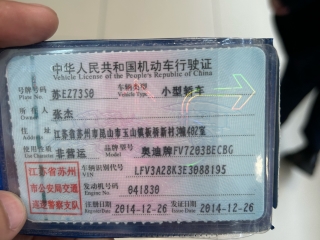 中华人民共和国机动车行驶证
Vehicle License of the People's Republic of China
号牌号码 苏EZ7350 车辆类型 小型轿车
Plate No. Vehicle Type
所有人 张杰
Owner
住址 江苏省苏州市昆山市玉山镇新村3幢402室
使用性质 非营运 品牌型号 奥迪牌FV7203BECBG
江苏省苏州市公安局交通巡逻警察支队
车辆识别代号 LFV3A28K3E3088195
VIN
发动机号码 041830
注册日期 2014-12-26 发证日期 2014-12-26